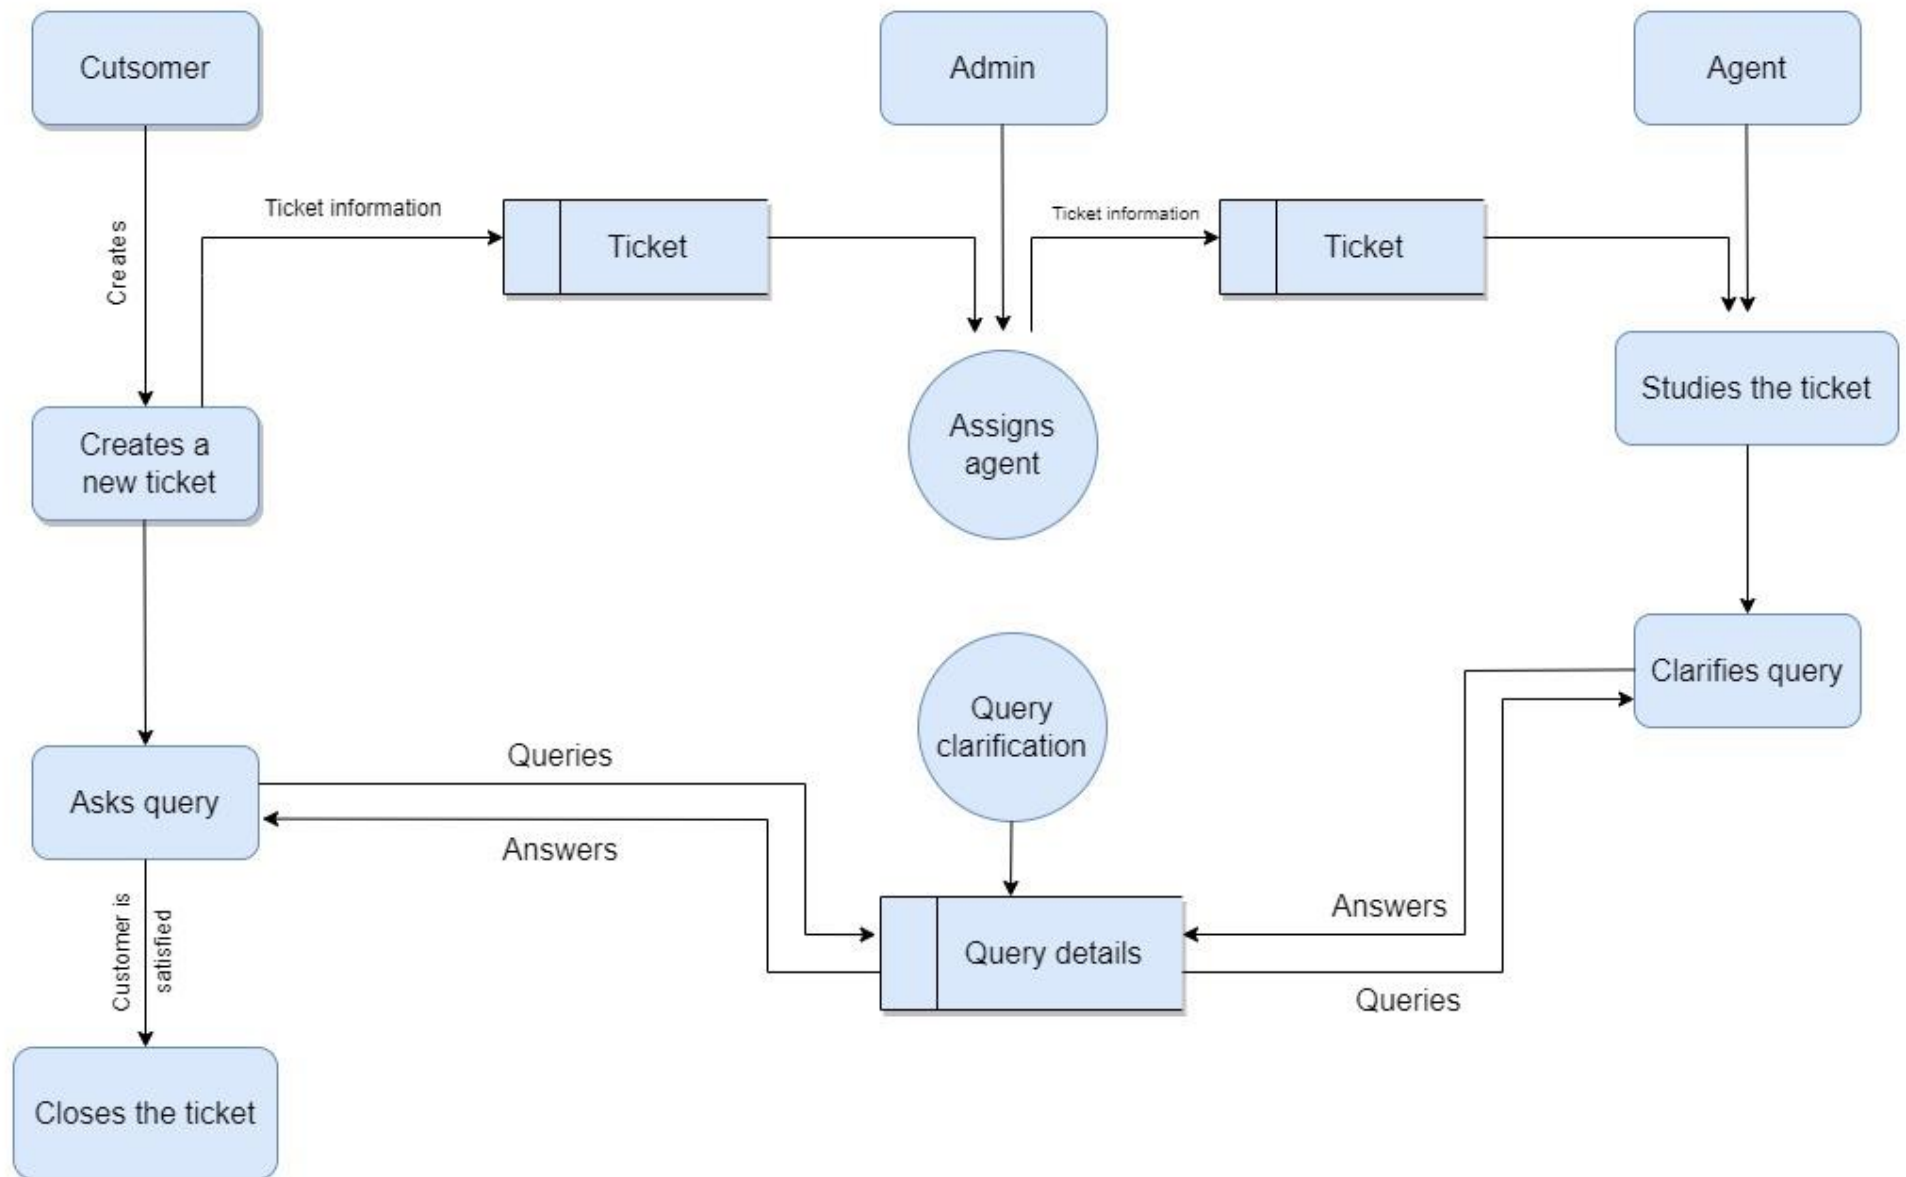 Cutsomer
Admin
Agent
Creates
Ticket information
Ticket
Ticket information
Ticket
Studies the ticket
Creates a
new ticket
Assigns
agent
Clarifies query
Query
clarification
Queries
Asks query
Answers
Customer is
satisfied
Answers
Query details
Queries
Closes the ticket